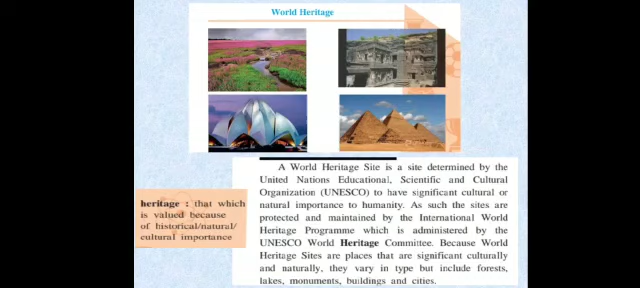 World Heritage
A World Heritage Site is a site determined by the
United Nations Educational, Scientific and Cultural
Organization (UNESCO) to have significant cultural or
natural importance to humanity. As such the sites are
protected and maintained by the International World
Heritage Programme which is administered by the
UNESCO World Heritage Committee. Because World
Heritage Sites are places that are significant culturally
and naturally, they vary in type but include forests,
lakes, monuments, buildings and cities.
heritage : that which
is valued because
of historical/natural/
cultural importance